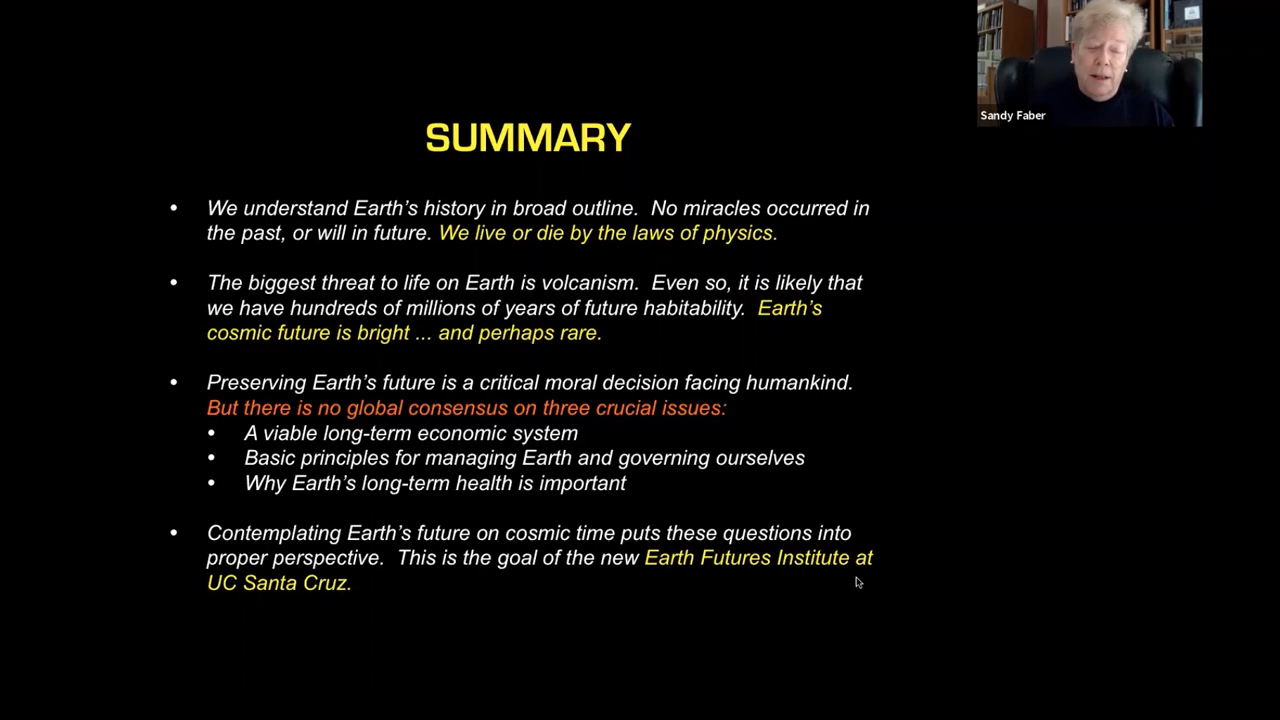 Sandy Faber
SUMMARY
• We understand Earth's history in broad outline.  No miracles occurred in
the past, or will in future. We live or die by the laws of physics.
• The biggest threat to life on Earth is volcanism.  Even so, it is likely that
we have hundreds of millions of years of future habitability.  Earth's
cosmic future is bright ... and perhaps rare.
• Preserving Earth's future is a critical moral decision facing humankind.
But there is no global consensus on three crucial issues:
• A viable long-term economic system
• Basic principles for managing Earth and governing ourselves
• Why Earth's long-term health is important
• Contemplating Earth's future on cosmic time puts these questions into
proper perspective.  This is the goal of the new Earth Futures Institute at
UC Santa Cruz.